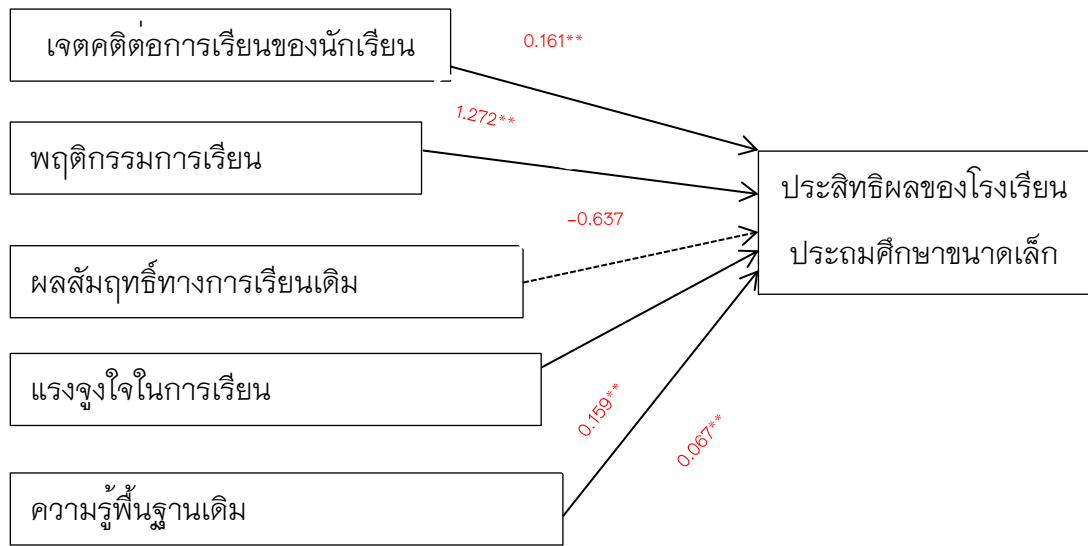 เจตคติต่อการเรียนของนักเรียน
0.161**
1.272**
พฤติกรรมการเรียน
ประสิทธิผลของโรงเรียน
ประถมศึกษาขนาดเล็ก
-0.637
ผลสัมฤทธิ์ทางการเรียนเดิม
แรงจูงใจในการเรียน
0.159**
0.067**
ความรู้พื้นฐานเดิม